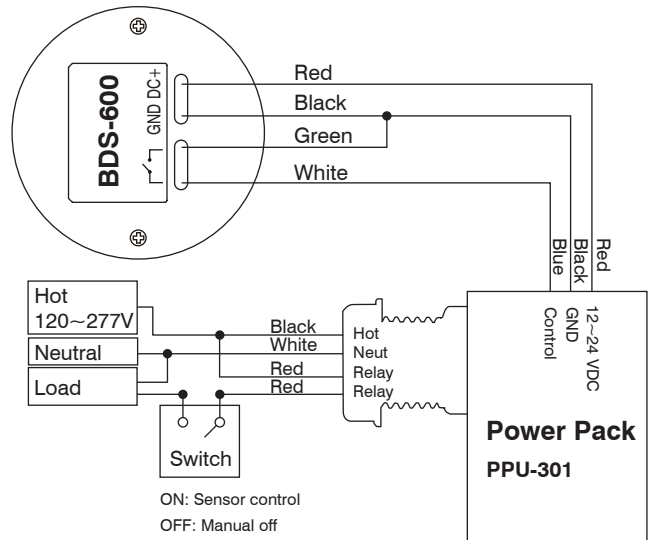 BDS-600
GND DC+
Red
Black
Green
White
Blue
Black
Red
Hot
120~277V
Neutral
Load
Black
White
Red
Red
Hot
Neut
Relay
Relay
Control
GND
12~24 VDC
Switch
Power Pack
PPU-301
ON: Sensor control
OFF: Manual off